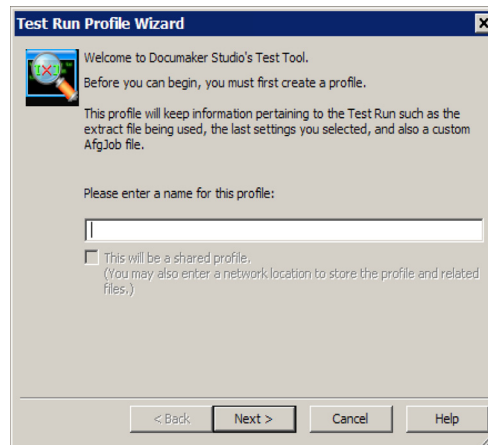 Test Run Profile Wizard
Welcome to Documaker Studio's Test Tool.
Before you can begin, you must first create a profile.
This profile will keep information pertaining to the Test Run such as the
extract file being used, the last settings you selected, and also a custom
AfgJob file.
Please enter a name for this profile:
This will be a shared profile.
(You may also enter a network location to store the profile and related
files.)
< Back
Next >
Cancel
Help